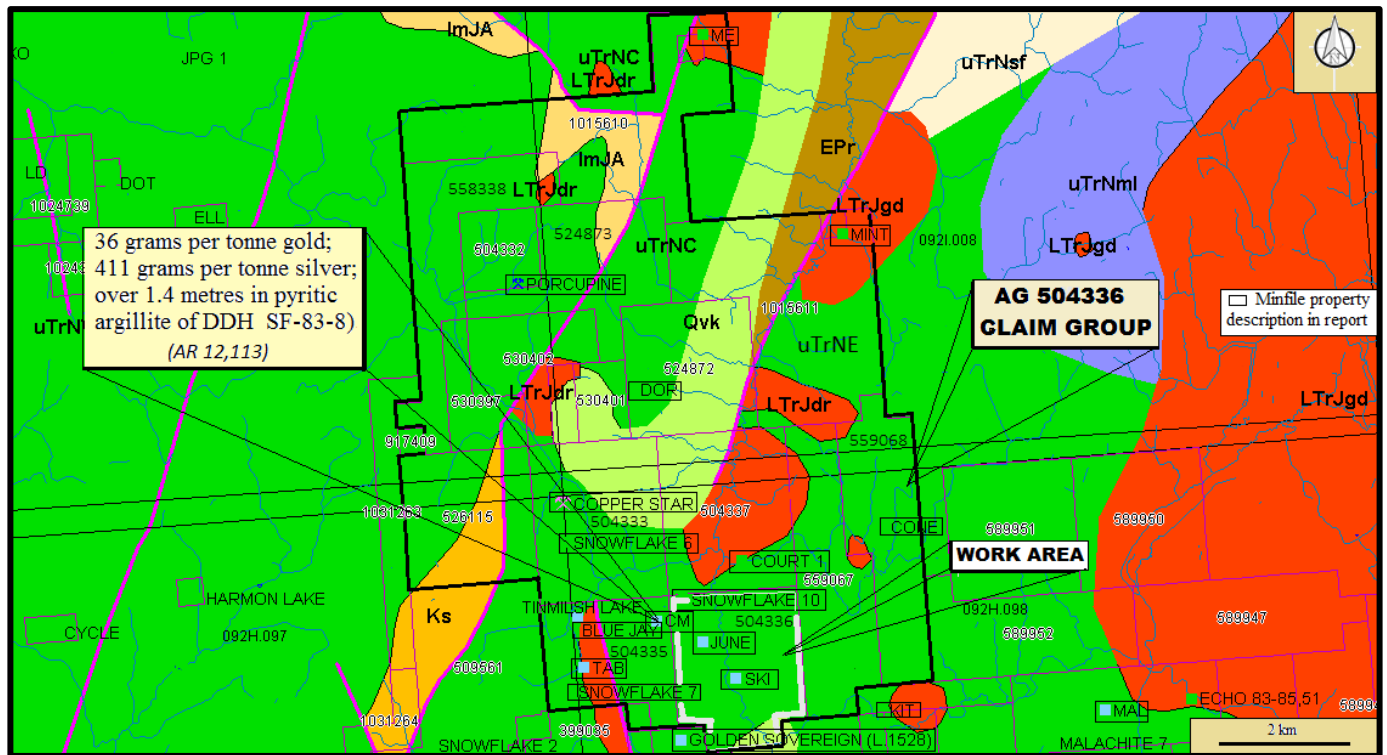 ImJA
ME
uTrNC
LTrJdr
uTrNsf
JPG 1
1015610
ImJA
EPr
LD
DOT
558338
LTrJdr
uTrNml
1024739
ELL
524873
LTrJgd
504332
uTrNC
MINT
092I.008
LTrJgd
36 grams per tonne gold;
411 grams per tonne silver;
over 1.4 metres in pyritic
argillite of DDH SF-83-8)
(AR 12,113)
PORCUPINE
AG 504336
CLAIM GROUP
Minfile property
description in report
Qvk
1015611
uTrNE
530402
524872
LTrJdr
530397
530401
DOR
LTrJdr
LTrJgd
917409
559068
COPPER STAR
1031263
526115
504333
504337
CONE
589951
589950
SNOWFLAKE 6
COURT 1
WORK AREA
559067
HARMON LAKE
TINMILSH LAKE
SNOWFLAKE 10
Ks
CM
504336
092H.098
589947
CYCLE
092H.097
BLUE JAY
504335
JUNE
589952
509561
TAB
SKI
SNOWFLAKE 7
KIT
MAL
ECHO 83-85,51
1031264
399085
SNOWFLAKE 2
GOLDEN SOVEREIGN (L.1528)
MALACHITE 7
2 km